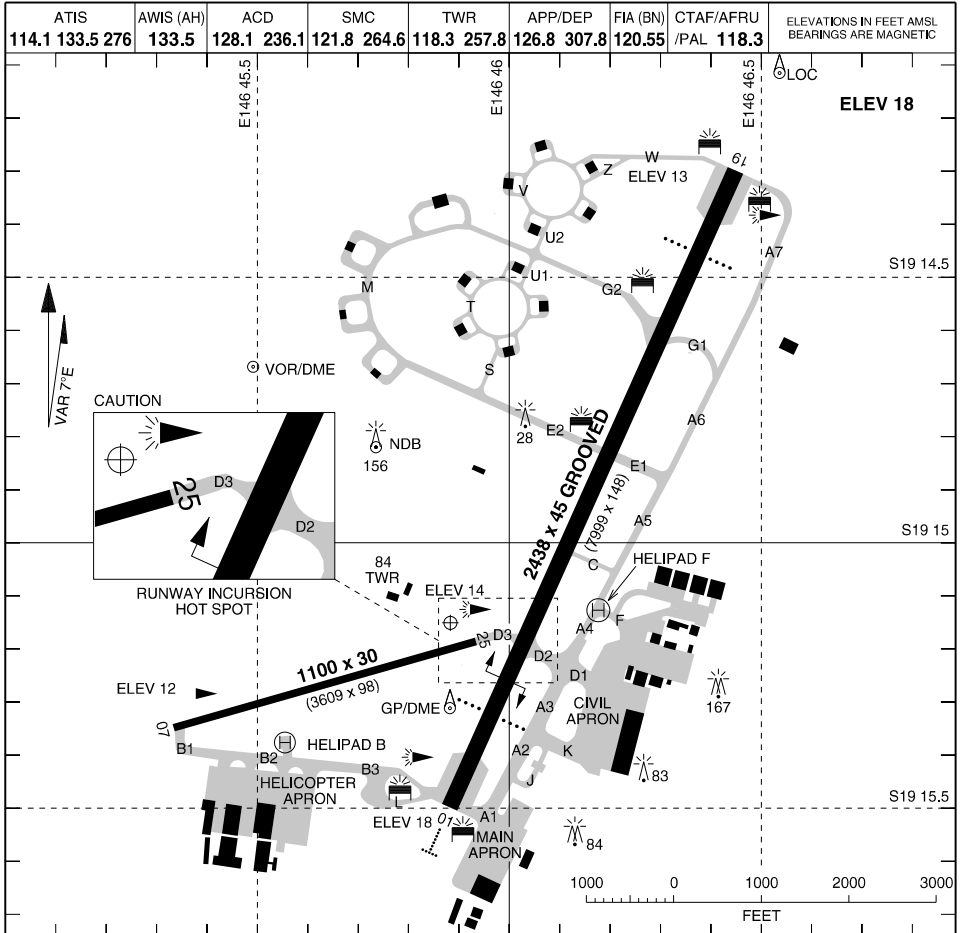 ATIS
114.1 133.5 276
AWIS (AH)
133.5
ACD
128.1 236.1
SMC
121.8 264.6
TWR
118.3 257.8
APP/DEP
126.8 307.8
FIA (BN)
120.55
CTAF/AFRU
/PAL 118.3
ELEVATIONS IN FEET AMSL
BEARINGS ARE MAGNETIC
E146 45.5
E146 46
E146 46.5
LOC
ELEV 18
19
W
Z
ELEV 13
V
U2
A7
S19 14.5
U1
G2
M
T
G1
S
VOR/DME
VAR 7°E
CAUTION
A6
28
E2
NDB
156
E1
25
D3
D2
2438 x 45 GROOVED
(7999 x 148)
A5
S19 15
RUNWAY INCURSION
HOT SPOT
84
TWR
C
HELIPAD F
H
ELEV 14
F
A4
25
D3
D2
1100 x 30
(3609 x 98)
D1
ELEV 12
167
GP/DME
CIVIL
APRON
A3
07
B1
H
HELIPAD B
B2
B3
A2
K
J
83
HELICOPTER
APRON
L
S19 15.5
ELEV 18
01
A1
MAIN
APRON
84
1000 0 1000 2000 3000
FEET